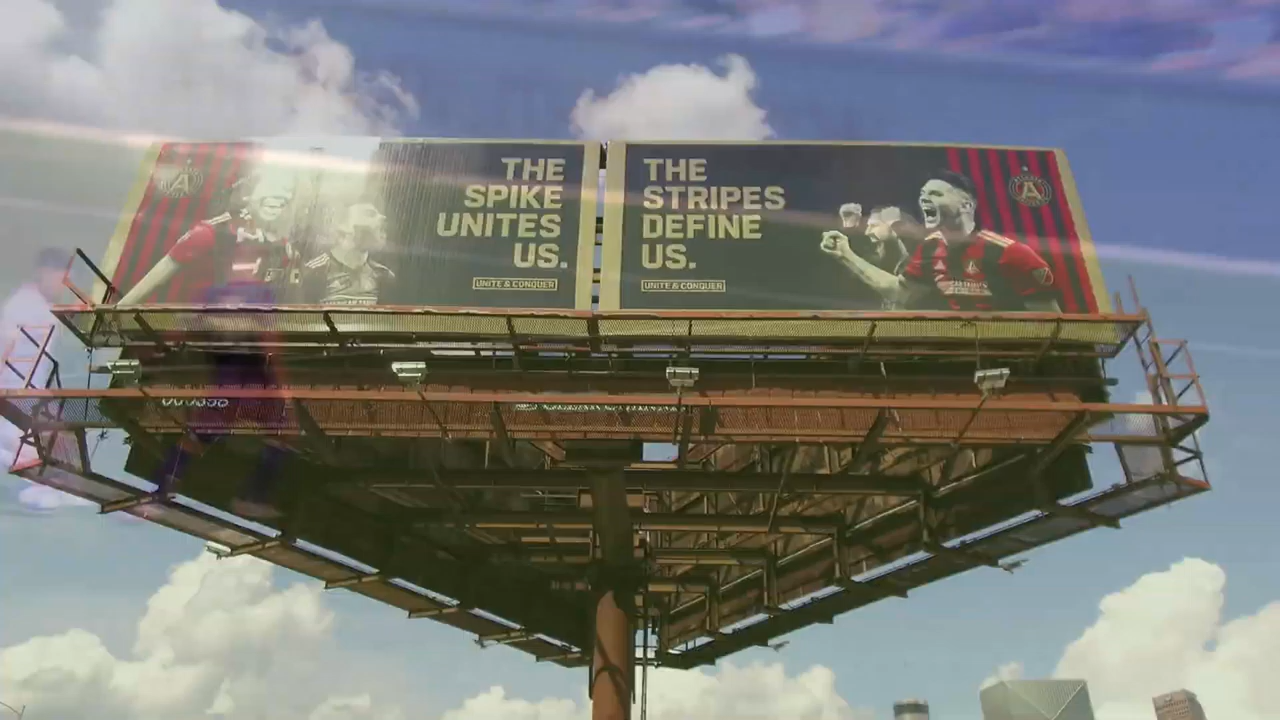 THE
SPIKE
UNITES
US.
UNITE & CONQUER
THE
STRIPES
DEFINE
US.
UNITE & CONQUER
A
A